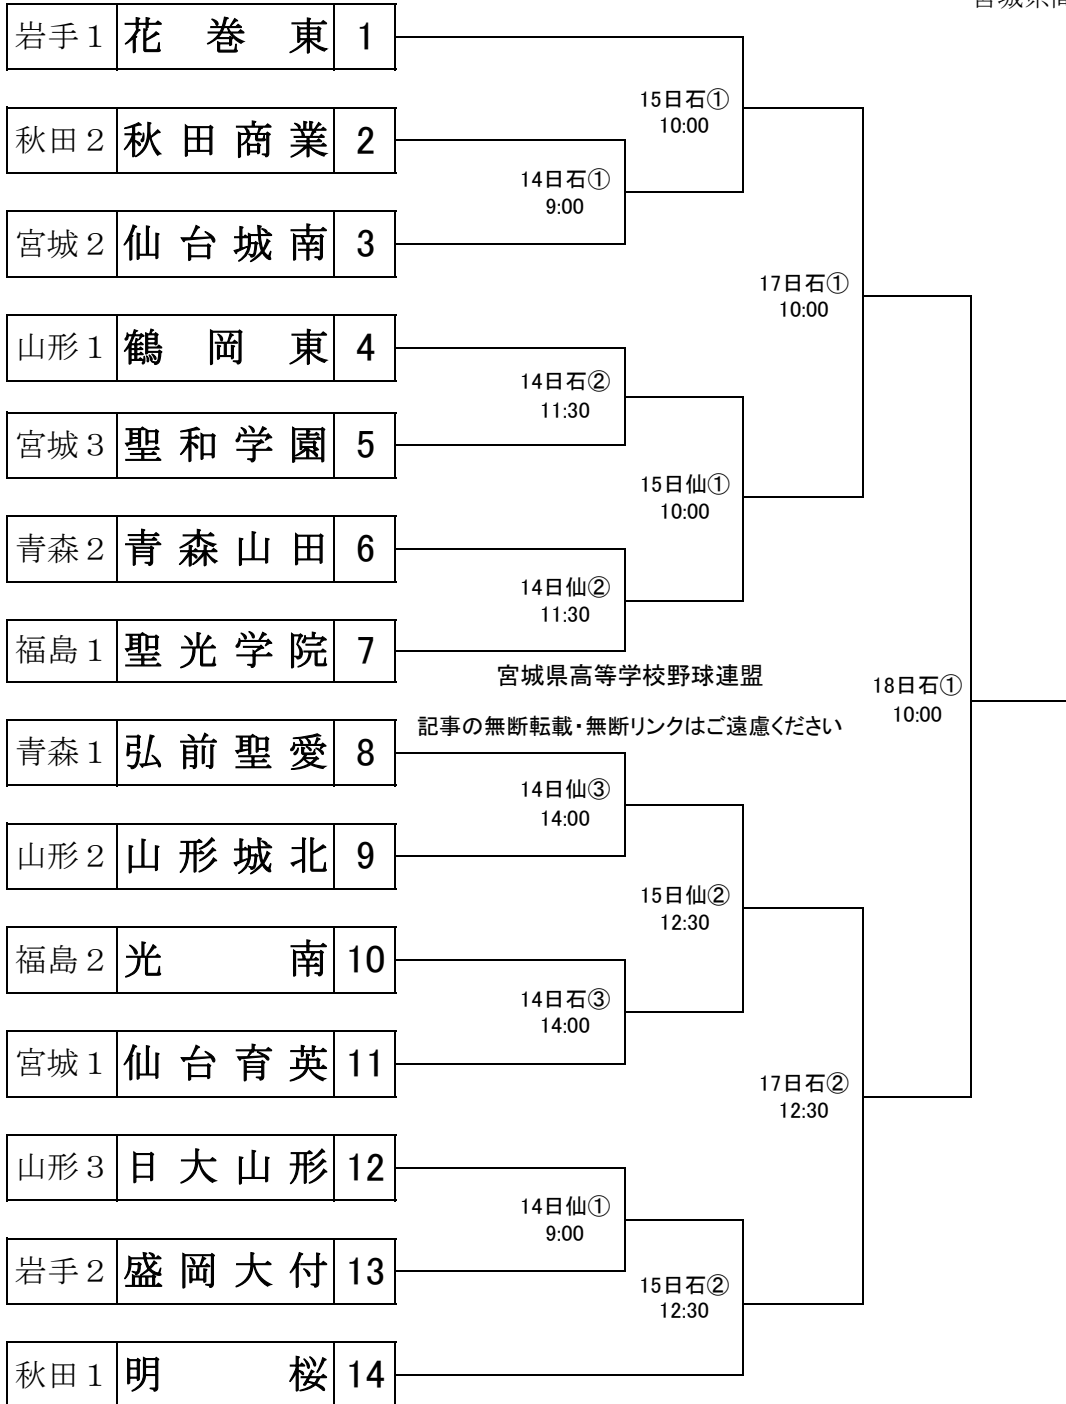 岩手１ 花巻東 1
15日石①
10:00
秋田２ 秋田商業 2
14日石①
9:00
宮城２ 仙台城南 3
17日石①
10:00
山形１ 鶴岡東 4
14日石②
11:30
宮城３ 聖和学園 5
15日仙①
10:00
青森２ 青森山田 6
14日仙②
11:30
福島１ 聖光学院 7
宮城県高等学校野球連盟
18日石①
10:00
記事の無断転載・無断リンクはご遠慮ください
青森１ 弘前聖愛 8
14日仙③
14:00
山形２ 山形城北 9
15日仙②
12:30
福島２ 光南 10
14日石③
14:00
宮城１ 仙台育英 11
17日石②
12:30
山形３ 日大山形 12
14日仙①
9:00
岩手２ 盛岡大付 13
15日石②
12:30
秋田１ 明桜 14